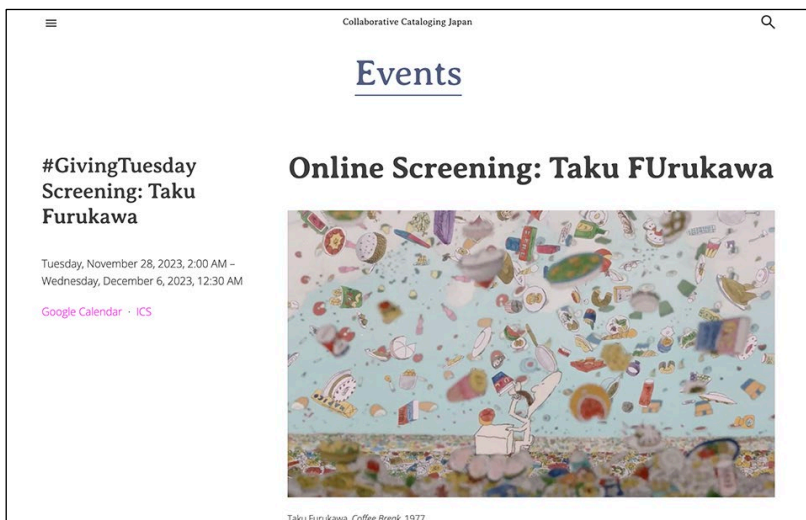 Collaborative Cataloging Japan
Events
#GivingTuesday
Screening: Taku
Furukawa
Tuesday, November 28, 2023, 2:00 AM –
Wednesday, December 6, 2023, 12:30 AM
Google Calendar · ICS
Online Screening: Taku FUrukawa
Taku Furukawa, Coffee Break, 1977